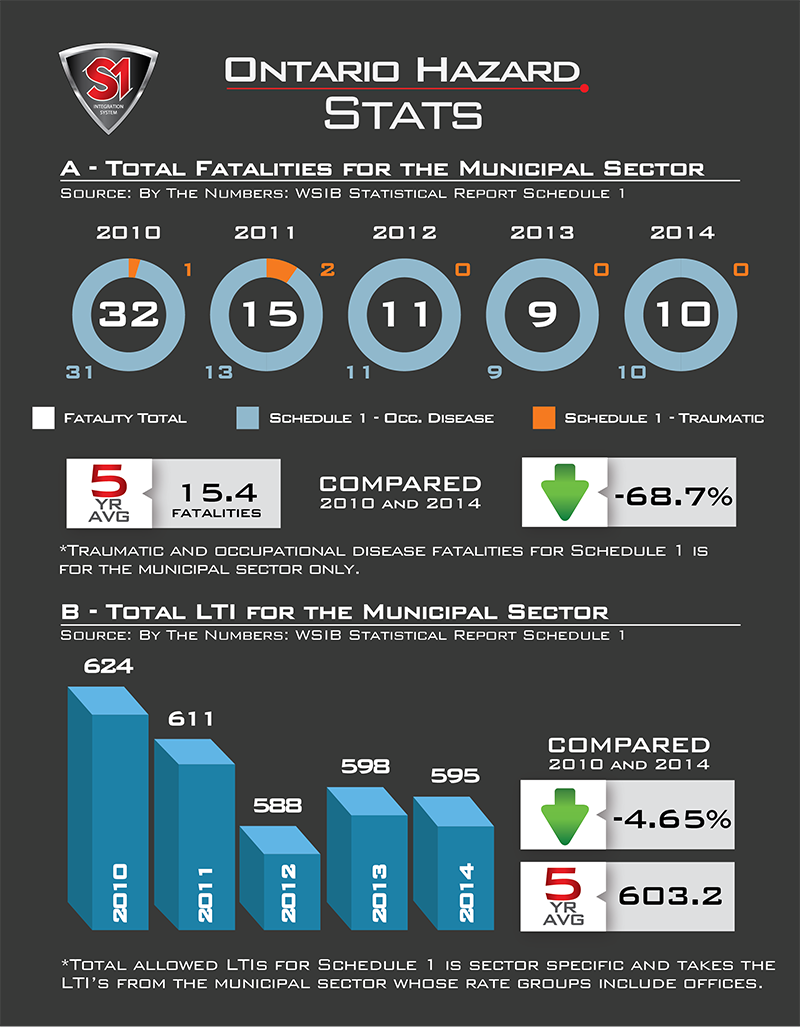 S1
INTEGRATION
SYSTEM
ONTARIO HAZARD
STATS
A - TOTAL FATALITIES FOR THE MUNICIPAL SECTOR
SOURCE: BY THE NUMBERS: WSIB STATISTICAL REPORT SCHEDULE 1
2010 2011 2012 2013 2014
1 2 0 0 0
32 15 11 9 10
31 13 11 9 10
FATALITY TOTAL SCHEDULE 1 - OCC. DISEASE SCHEDULE 1 - TRAUMATIC
5
YR
AVG
15.4
FATALITIES
COMPARED
2010 AND 2014
-68.7%
*TRAUMATIC AND OCCUPATIONAL DISEASE FATALITIES FOR SCHEDULE 1 IS
FOR THE MUNICIPAL SECTOR ONLY.
B - TOTAL LTI FOR THE MUNICIPAL SECTOR
SOURCE: BY THE NUMBERS: WSIB STATISTICAL REPORT SCHEDULE 1
624
611
588
598
595
2010
2011
2012
2013
2014
COMPARED
2010 AND 2014
-4.65%
5
YR
AVG
603.2
*TOTAL ALLOWED LTIS FOR SCHEDULE 1 IS SECTOR SPECIFIC AND TAKES THE
LTI'S FROM THE MUNICIPAL SECTOR WHOSE RATE GROUPS INCLUDE OFFICES.